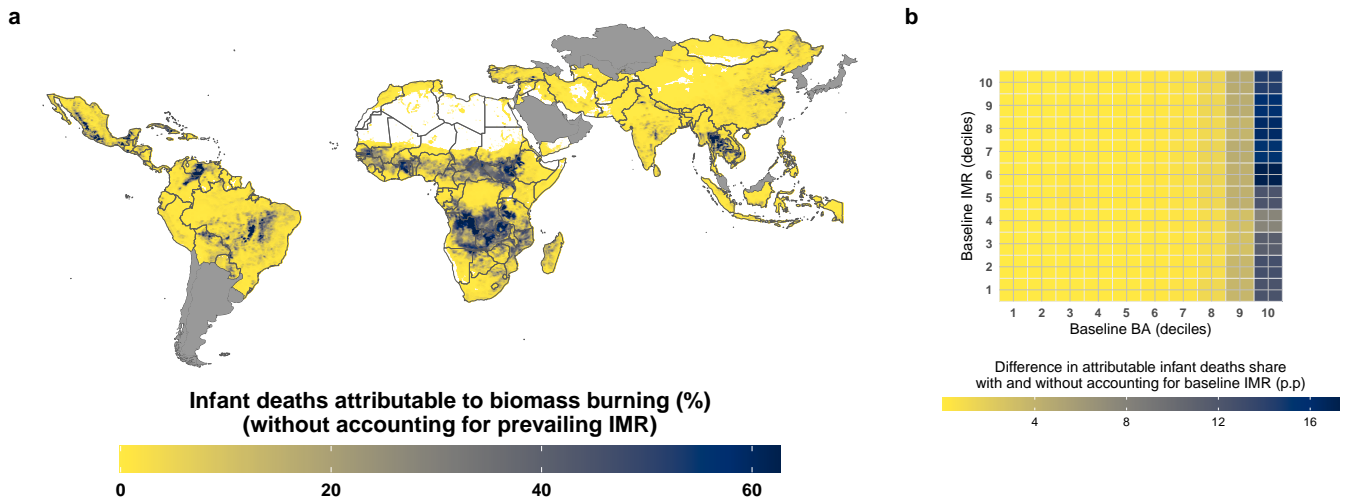 a
Infant deaths attributable to biomass burning (%)
(without accounting for prevailing IMR)
0 20 40 60
b
Baseline IMR (deciles)
10
9
8
7
6
5
4
3
2
1
1 2 3 4 5 6 7 8 9 10
Baseline BA (deciles)
Difference in attributable infant deaths share
with and without accounting for baseline IMR (p.p)
4 8 12 16